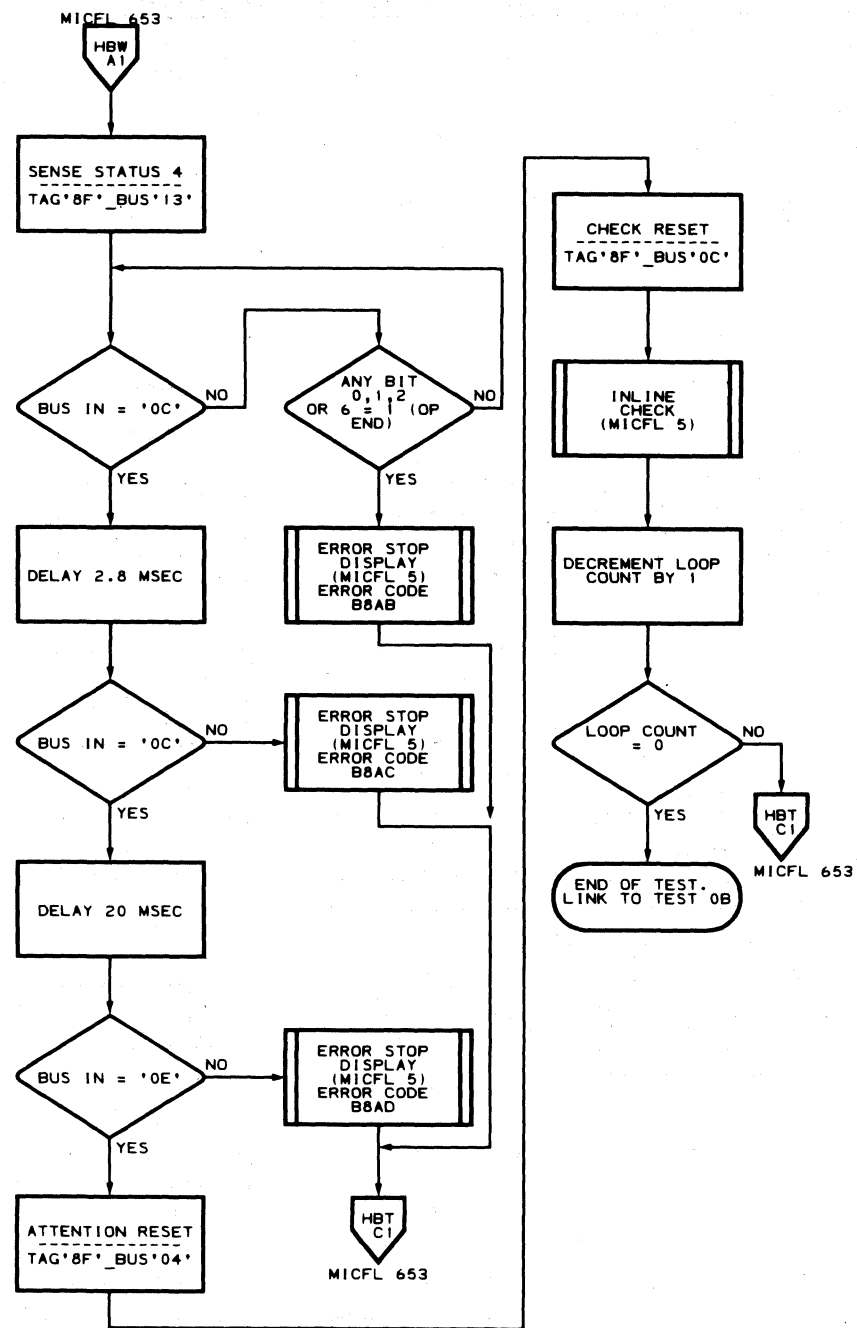 MICFL 653
HBW
A1
SENSE STATUS 4
TAG'8F'_BUS'13'
BUS IN = '0C'
NO
YES
ANY BIT
0,1,2
OR 6 = 1 (OP
END)
NO
YES
DELAY 2.8 MSEC
ERROR STOP
DISPLAY
(MICFL 5)
ERROR CODE
B8AB
BUS IN = '0C'
NO
YES
ERROR STOP
DISPLAY
(MICFL 5)
ERROR CODE
B8AC
DELAY 20 MSEC
BUS IN = '0E'
NO
YES
ERROR STOP
DISPLAY
(MICFL 5)
ERROR CODE
B8AD
ATTENTION RESET
TAG'8F'_BUS'04'
HBT
C1
MICFL 653
CHECK RESET
TAG'8F'_BUS'0C'
INLINE
CHECK
(MICFL 5)
DECREMENT LOOP
COUNT BY 1
LOOP COUNT
= 0
NO
YES
HBT
C1
MICFL 653
END OF TEST.
LINK TO TEST 0B